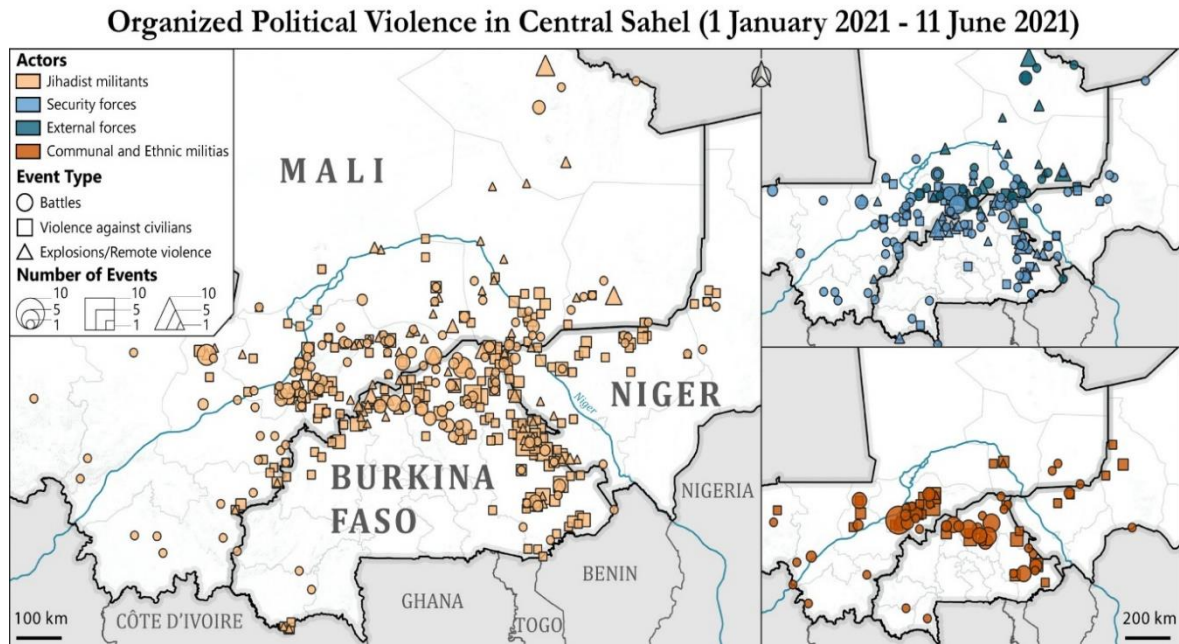 Organized Political Violence in Central Sahel (1 January 2021 - 11 June 2021)
Actors
Jihadist militants
Security forces
External forces
Communal and Ethnic militias
Event Type
Battles
Violence against civilians
Explosions/Remote violence
Number of Events
10
5
1
10
5
1
10
5
1
MALI
Niger
NIGER
BURKINA
FASO
NIGERIA
BENIN
GHANA
TOGO
CÔTE D'IVOIRE
100 km
200 km